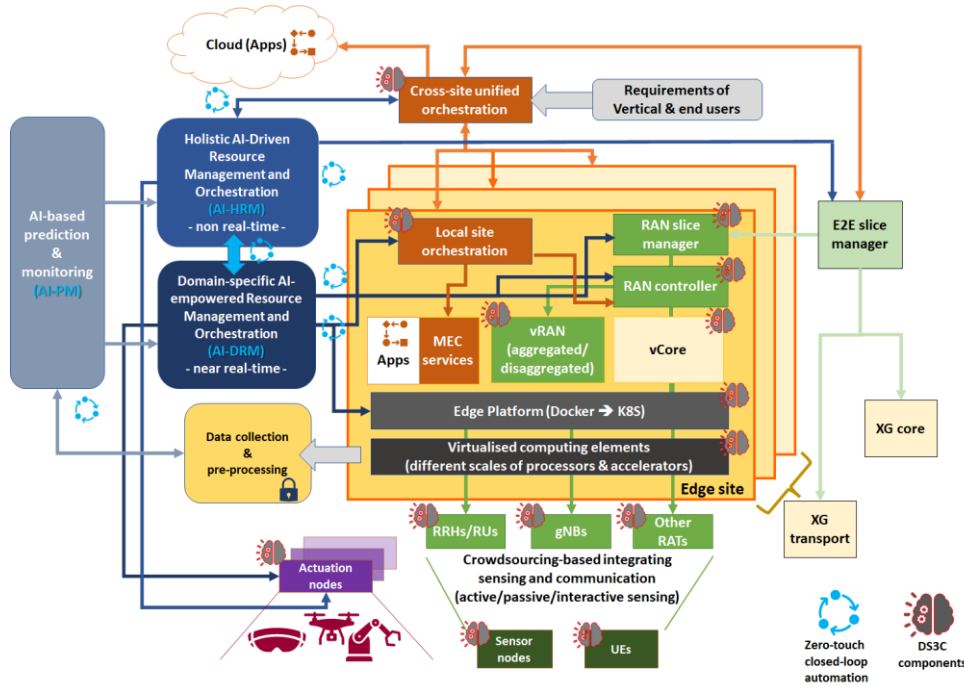 Cloud (Apps)
Cross-site unified
orchestration
Requirements of
Vertical & end users
Holistic AI-Driven
Resource
Management and
Orchestration
(AI-HRM)
- non real-time -
AI-based
prediction
&
monitoring
(AI-PM)
Domain-specific AI-
empowered Resource
Management and
Orchestration
(AI-DRM)
- near real-time -
Local site
orchestration
RAN slice
manager
E2E slice
manager
RAN controller
Apps
MEC
services
vRAN
(aggregated/
disaggregated)
vCore
Edge Platform (Docker → K8S)
Virtualised computing elements
(different scales of processors & accelerators)
Edge site
Data collection
&
pre-processing
XG core
XG
transport
RRHs/RUs
gNBs
Other
RATs
Crowdsourcing-based integrating
sensing and communication
(active/passive/interactive sensing)
Actuation
nodes
Sensor
nodes
UEs
Zero-touch
closed-loop
automation
DS3C
components